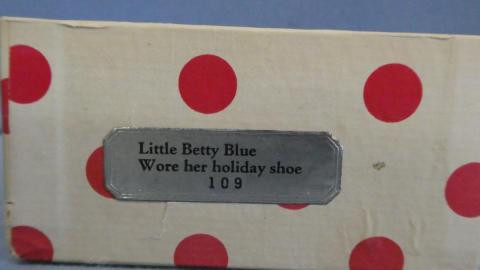 Little Betty Blue
Wore her holiday shoe
109